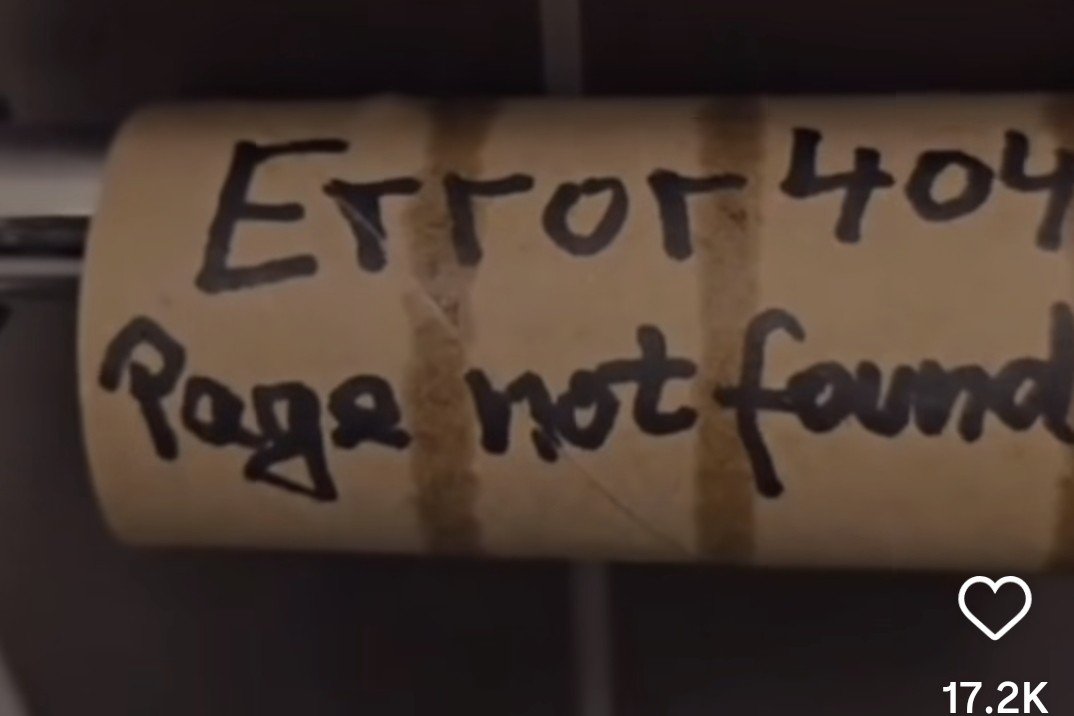 Error 404
Page not found
17.2K